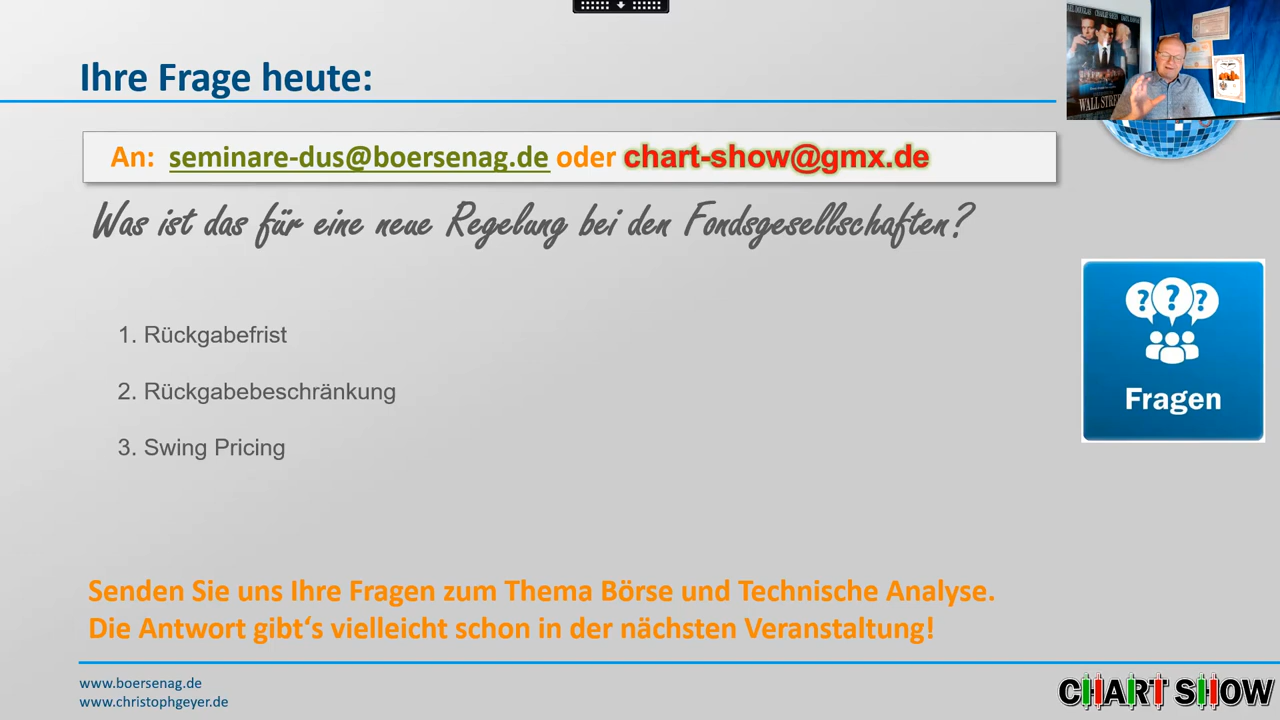 Ihre Frage heute:
An: seminare-dus@boersenag.de oder chart-show@gmx.de
Was ist das für eine neue Regelung bei den Fondsgesellschaften?
1. Rückgabefrist
2. Rückgabebeschränkung
3. Swing Pricing
? ? ?
Fragen
Senden Sie uns Ihre Fragen zum Thema Börse und Technische Analyse.
Die Antwort gibt‘s vielleicht schon in der nächsten Veranstaltung!
www.boersenag.de
www.christophgeyer.de
CHART SHOW